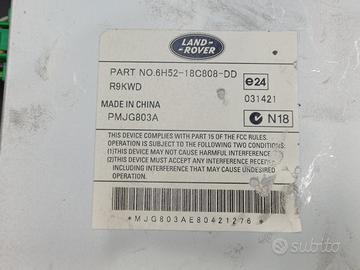 LAND-
ROVER
PART NO.6H52-18C808-DD
R9KWD
e24
031421
MADE IN CHINA
PMJG803A
N18
THIS DEVICE COMPLIES WITH PART 15 OF THE FCC RULES.
OPERATION IS SUBJECT TO THE FOLLOWING TWO CONDITIONS:
(1)THIS DEVICE MAY NOT CAUSE HARMFUL
INTERFERENCE, AND
(2)THIS DEVICE MUST ACCEPT ANY INTERFERENCE
RECEIVED, INCLUDING INTERFERENCE THAT MAY
CAUSE UNDESIRED OPERATION.
*MJG803AE80421276*
subito